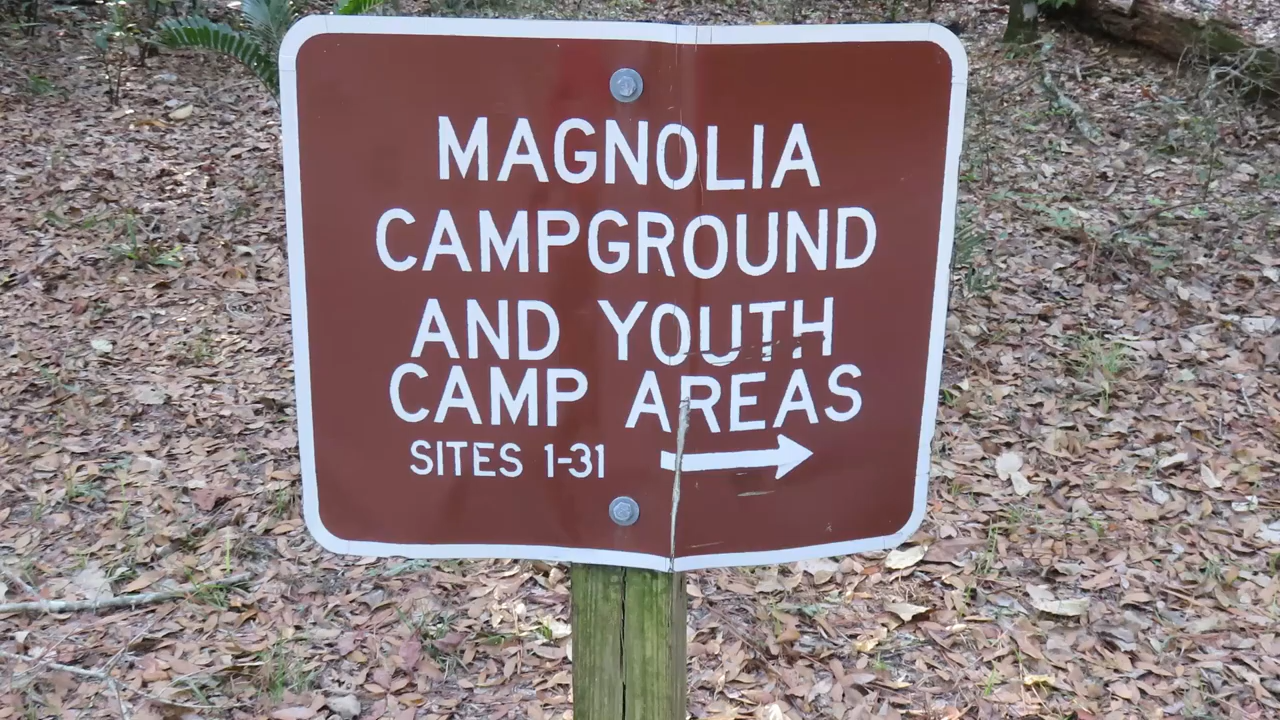 MAGNOLIA
CAMPGROUND
AND YOUTH
CAMP AREAS
SITES 1-31